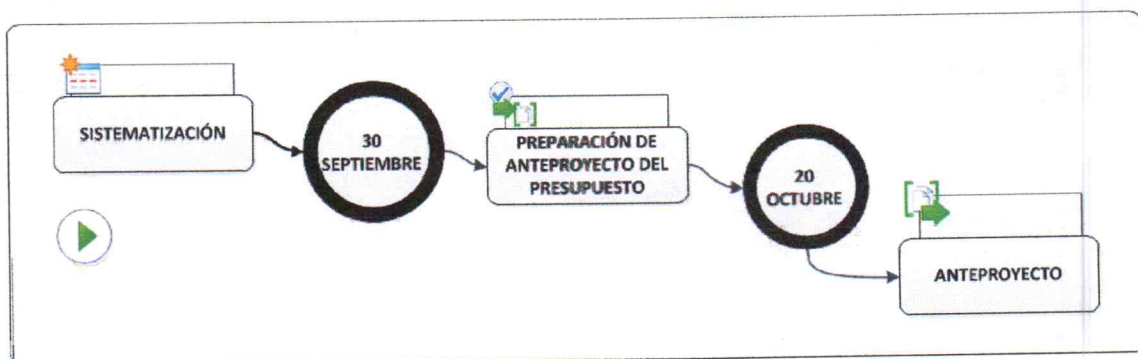 SISTEMATIZACIÓN
30
SEPTIEMBRE
PREPARACIÓN DE
ANTEPROYECTO DEL
PRESUPUESTO
20
OCTUBRE
ANTEPROYECTO